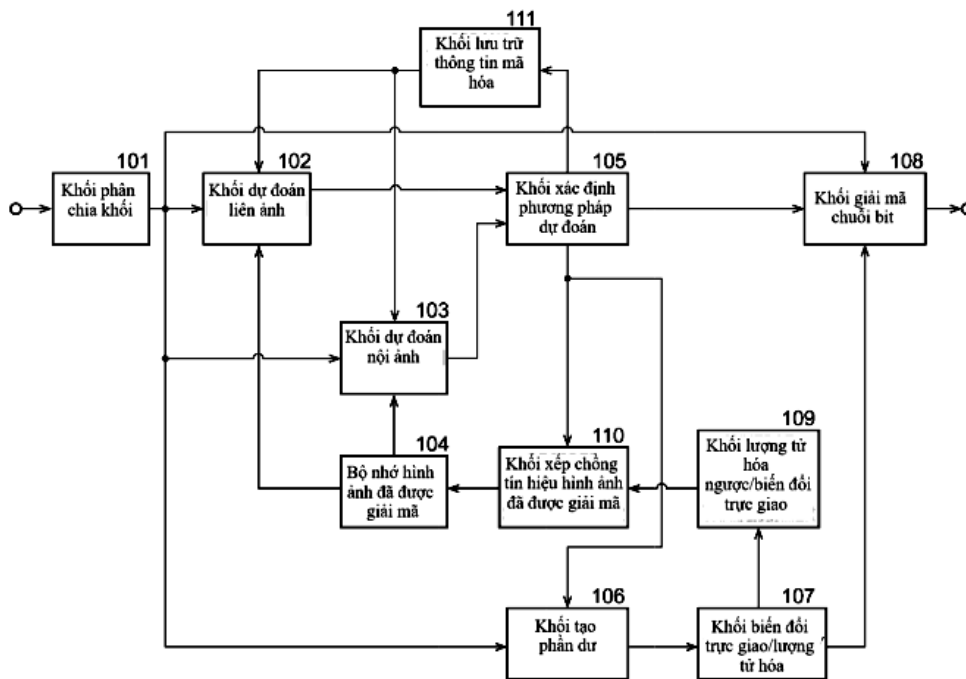 111
Khối lưu trữ
thông tin mã
hóa
101
Khối phân
chia khối
102
Khối dự đoán
liên ảnh
105
Khối xác định
phương pháp
dự đoán
108
Khối giải mã
chuỗi bit
103
Khối dự đoán
nội ảnh
104
Bộ nhớ hình
ảnh đã được
giải mã
110
Khối xếp chồng
tín hiệu hình ảnh
đã được giải mã
109
Khối lượng tử
hóa
ngược/biến đổi
trực giao
106
Khối tạo
phần dư
107
Khối biến đổi
trực giao/lượng
tử hóa